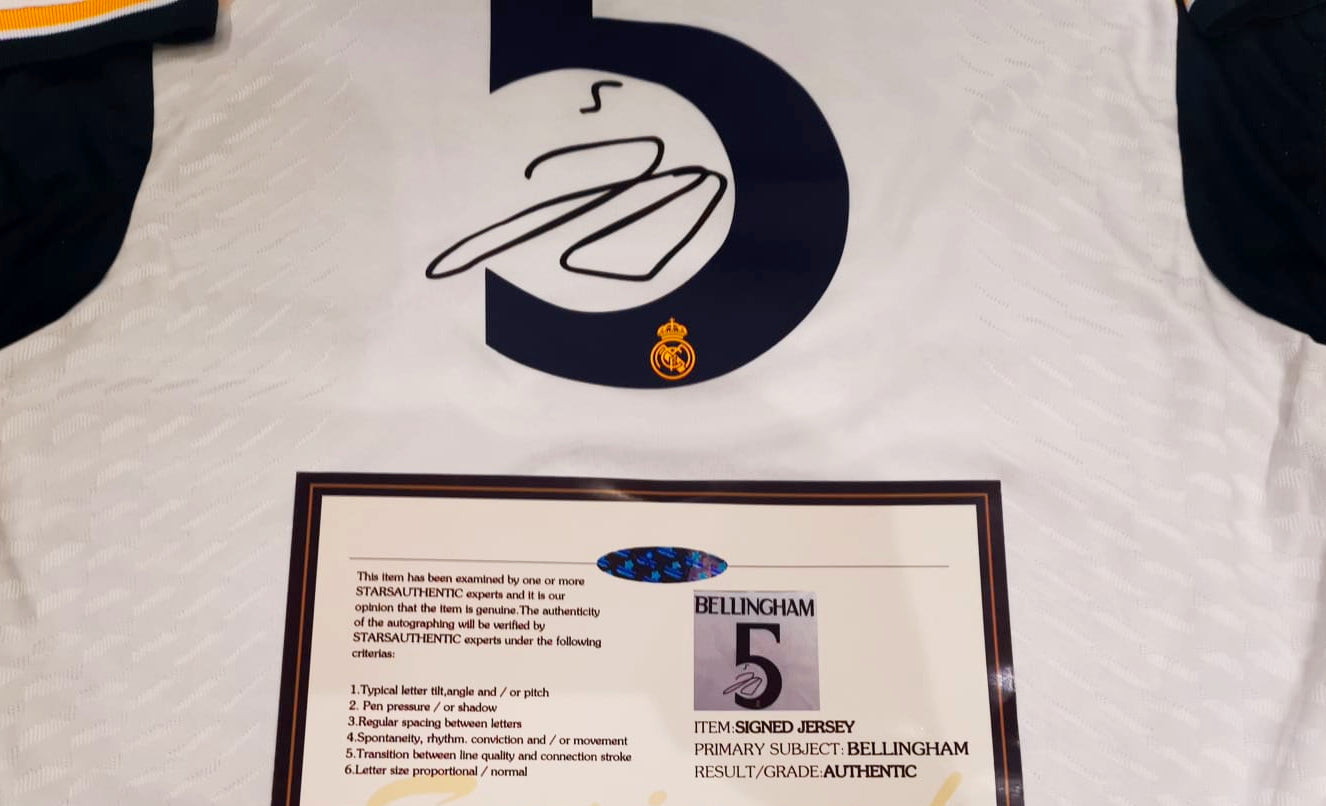 5
5
This item has been examined by one or more
STARSAUTHENTIC experts and it is our
opinion that the item is genuine.The authenticity
of the autographing will be verified by
STARSAUTHENTIC experts under the following
criterias:
1.Typical letter tilt,angle and / or pitch
2. Pen pressure / or shadow
3.Regular spacing between letters
4.Spontaneity, rhythm. conviction and / or movement
5.Transition between line quality and connection stroke
6.Letter size proportional / normal
BELLINGHAM
5
ITEM:SIGNED JERSEY
PRIMARY SUBJECT: BELLINGHAM
RESULT/GRADE:AUTHENTIC